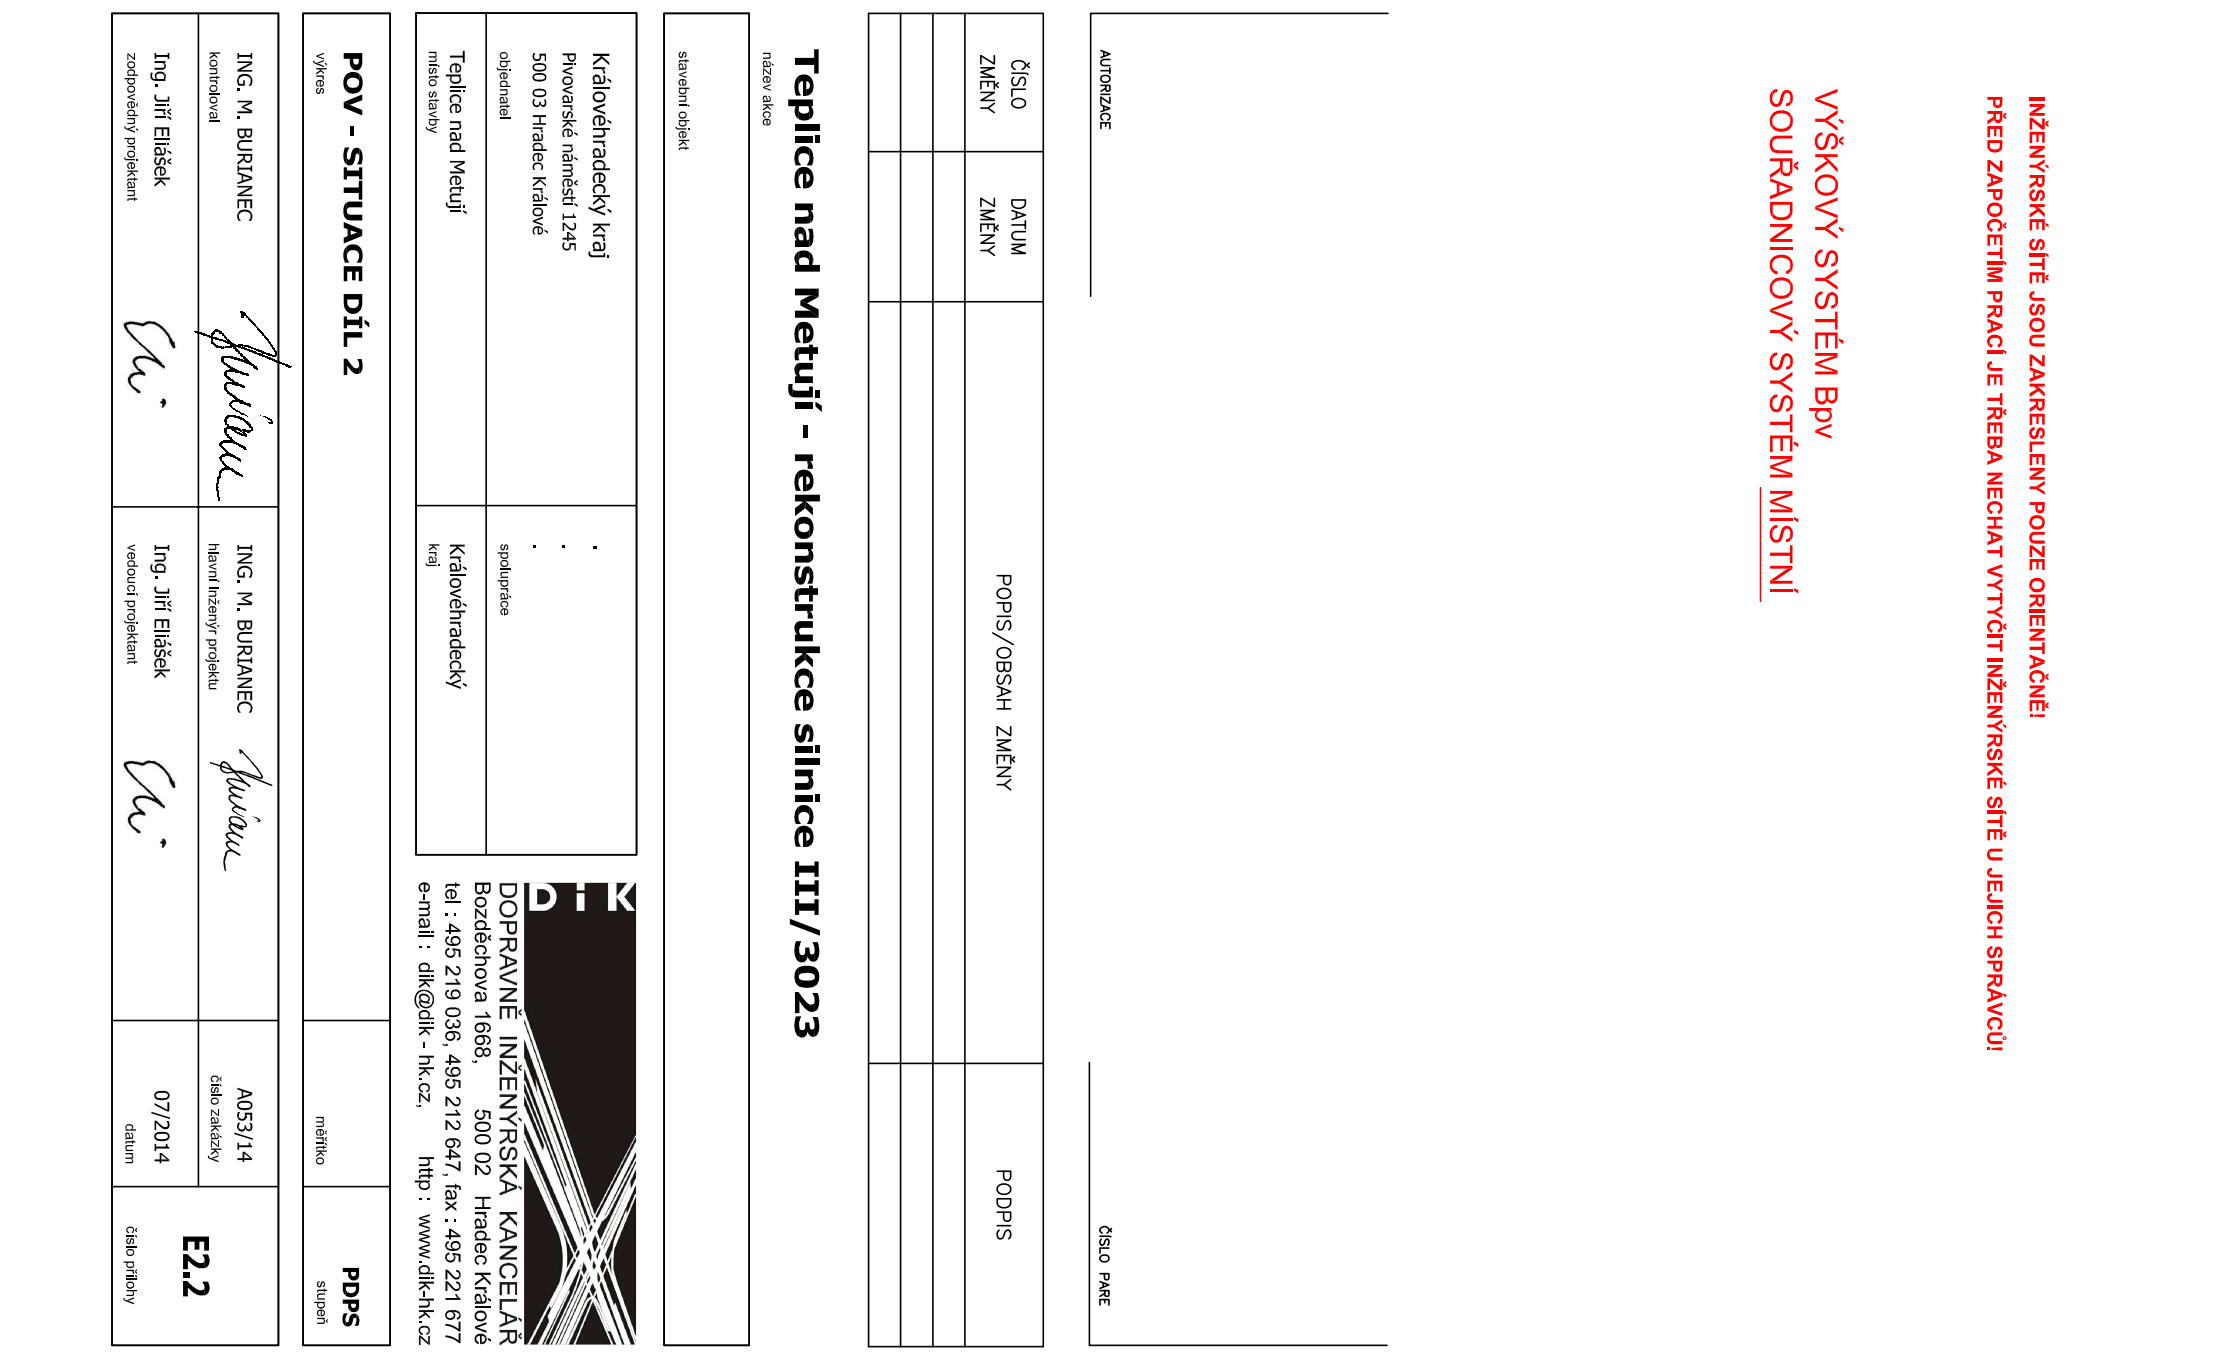 INŽENÝRSKÉ SÍTĚ JSOU ZAKRESLENY POUZE ORIENTAČNĚ!
PŘED ZAPOČETÍM PRACÍ JE TŘEBA NECHAT VYTYČIT INŽENÝRSKÉ SÍTĚ U JEJICH SPRÁVCŮ!
VÝŠKOVÝ SYSTÉM Bpv
SOUŘADNICOVÝ SYSTÉM MÍSTNÍ
AUTORIZACE
ČÍSLO PARE
ČÍSLO ZMĚNY
DATUM ZMĚNY
POPIS/OBSAH ZMĚNY
PODPIS
Teplice nad Metují - rekonstrukce silnice III/3023
název akce
stavební objekt
Královéhradecký kraj
Pivovarské náměstí 1245
500 03 Hradec Králové
objednatel
.
.
.
spolupráce
Teplice nad Metují
místo stavby
Královéhradecký
kraj
DiK
DOPRAVNĚ INŽENÝRSKÁ KANCELÁŘ
Bozděchova 1668, 500 02 Hradec Králové
tel : 495 219 036, 495 212 647, fax : 495 221 677
e-mail : dik@dik - hk.cz, http : www.dik-hk.cz
POV - SITUACE DÍL 2
výkres
měřítko
PDPS
stupeň
ING. M. BURIANEC
kontroloval
ING. M. BURIANEC
hlavní inženýr projektu
A053/14
číslo zakázky
Ing. Jiří Eliášek
zodpovědný projektant
Ing. Jiří Eliášek
vedoucí projektant
07/2014
datum
E2.2
číslo přílohy